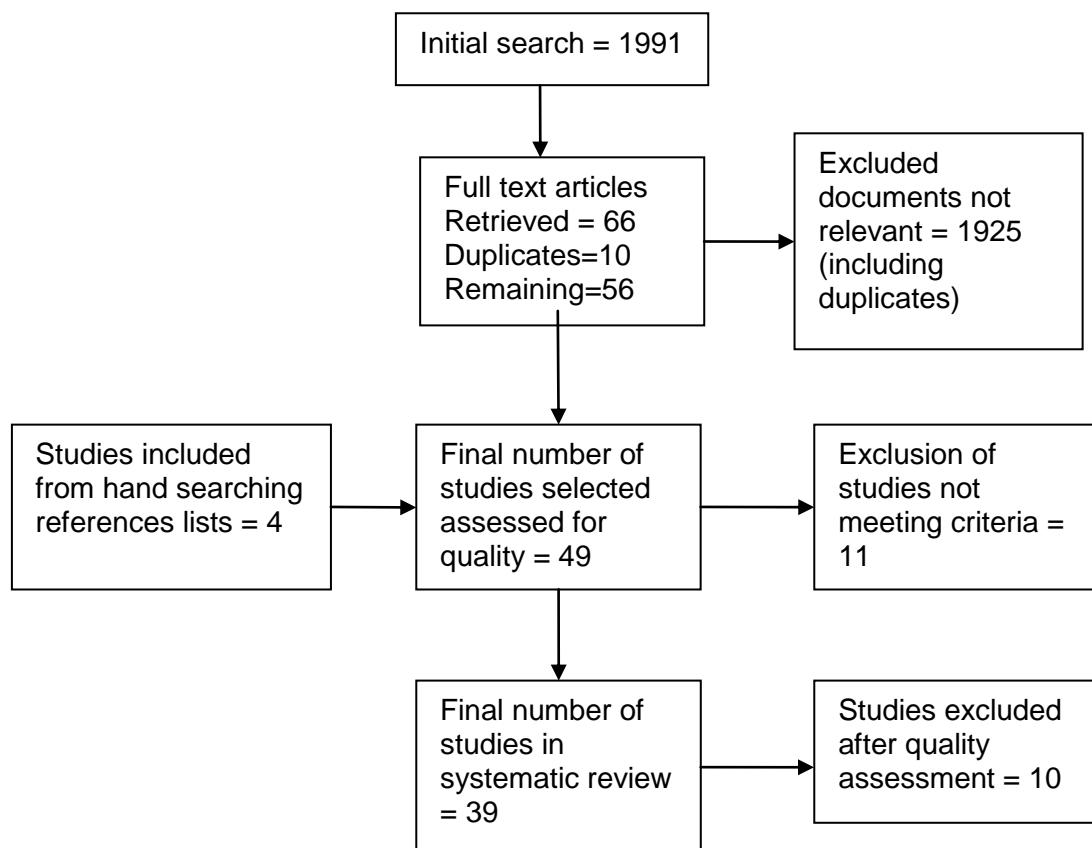 Initial search = 1991
Full text articles
Retrieved = 66
Duplicates=10
Remaining=56
Excluded
documents not
relevant = 1925
(including
duplicates)
Studies included
from hand searching
references lists = 4
Final number of
studies selected
assessed for
quality = 49
Exclusion of
studies not
meeting criteria =
11
Final number of
studies in
systematic review
= 39
Studies excluded
after quality
assessment = 10